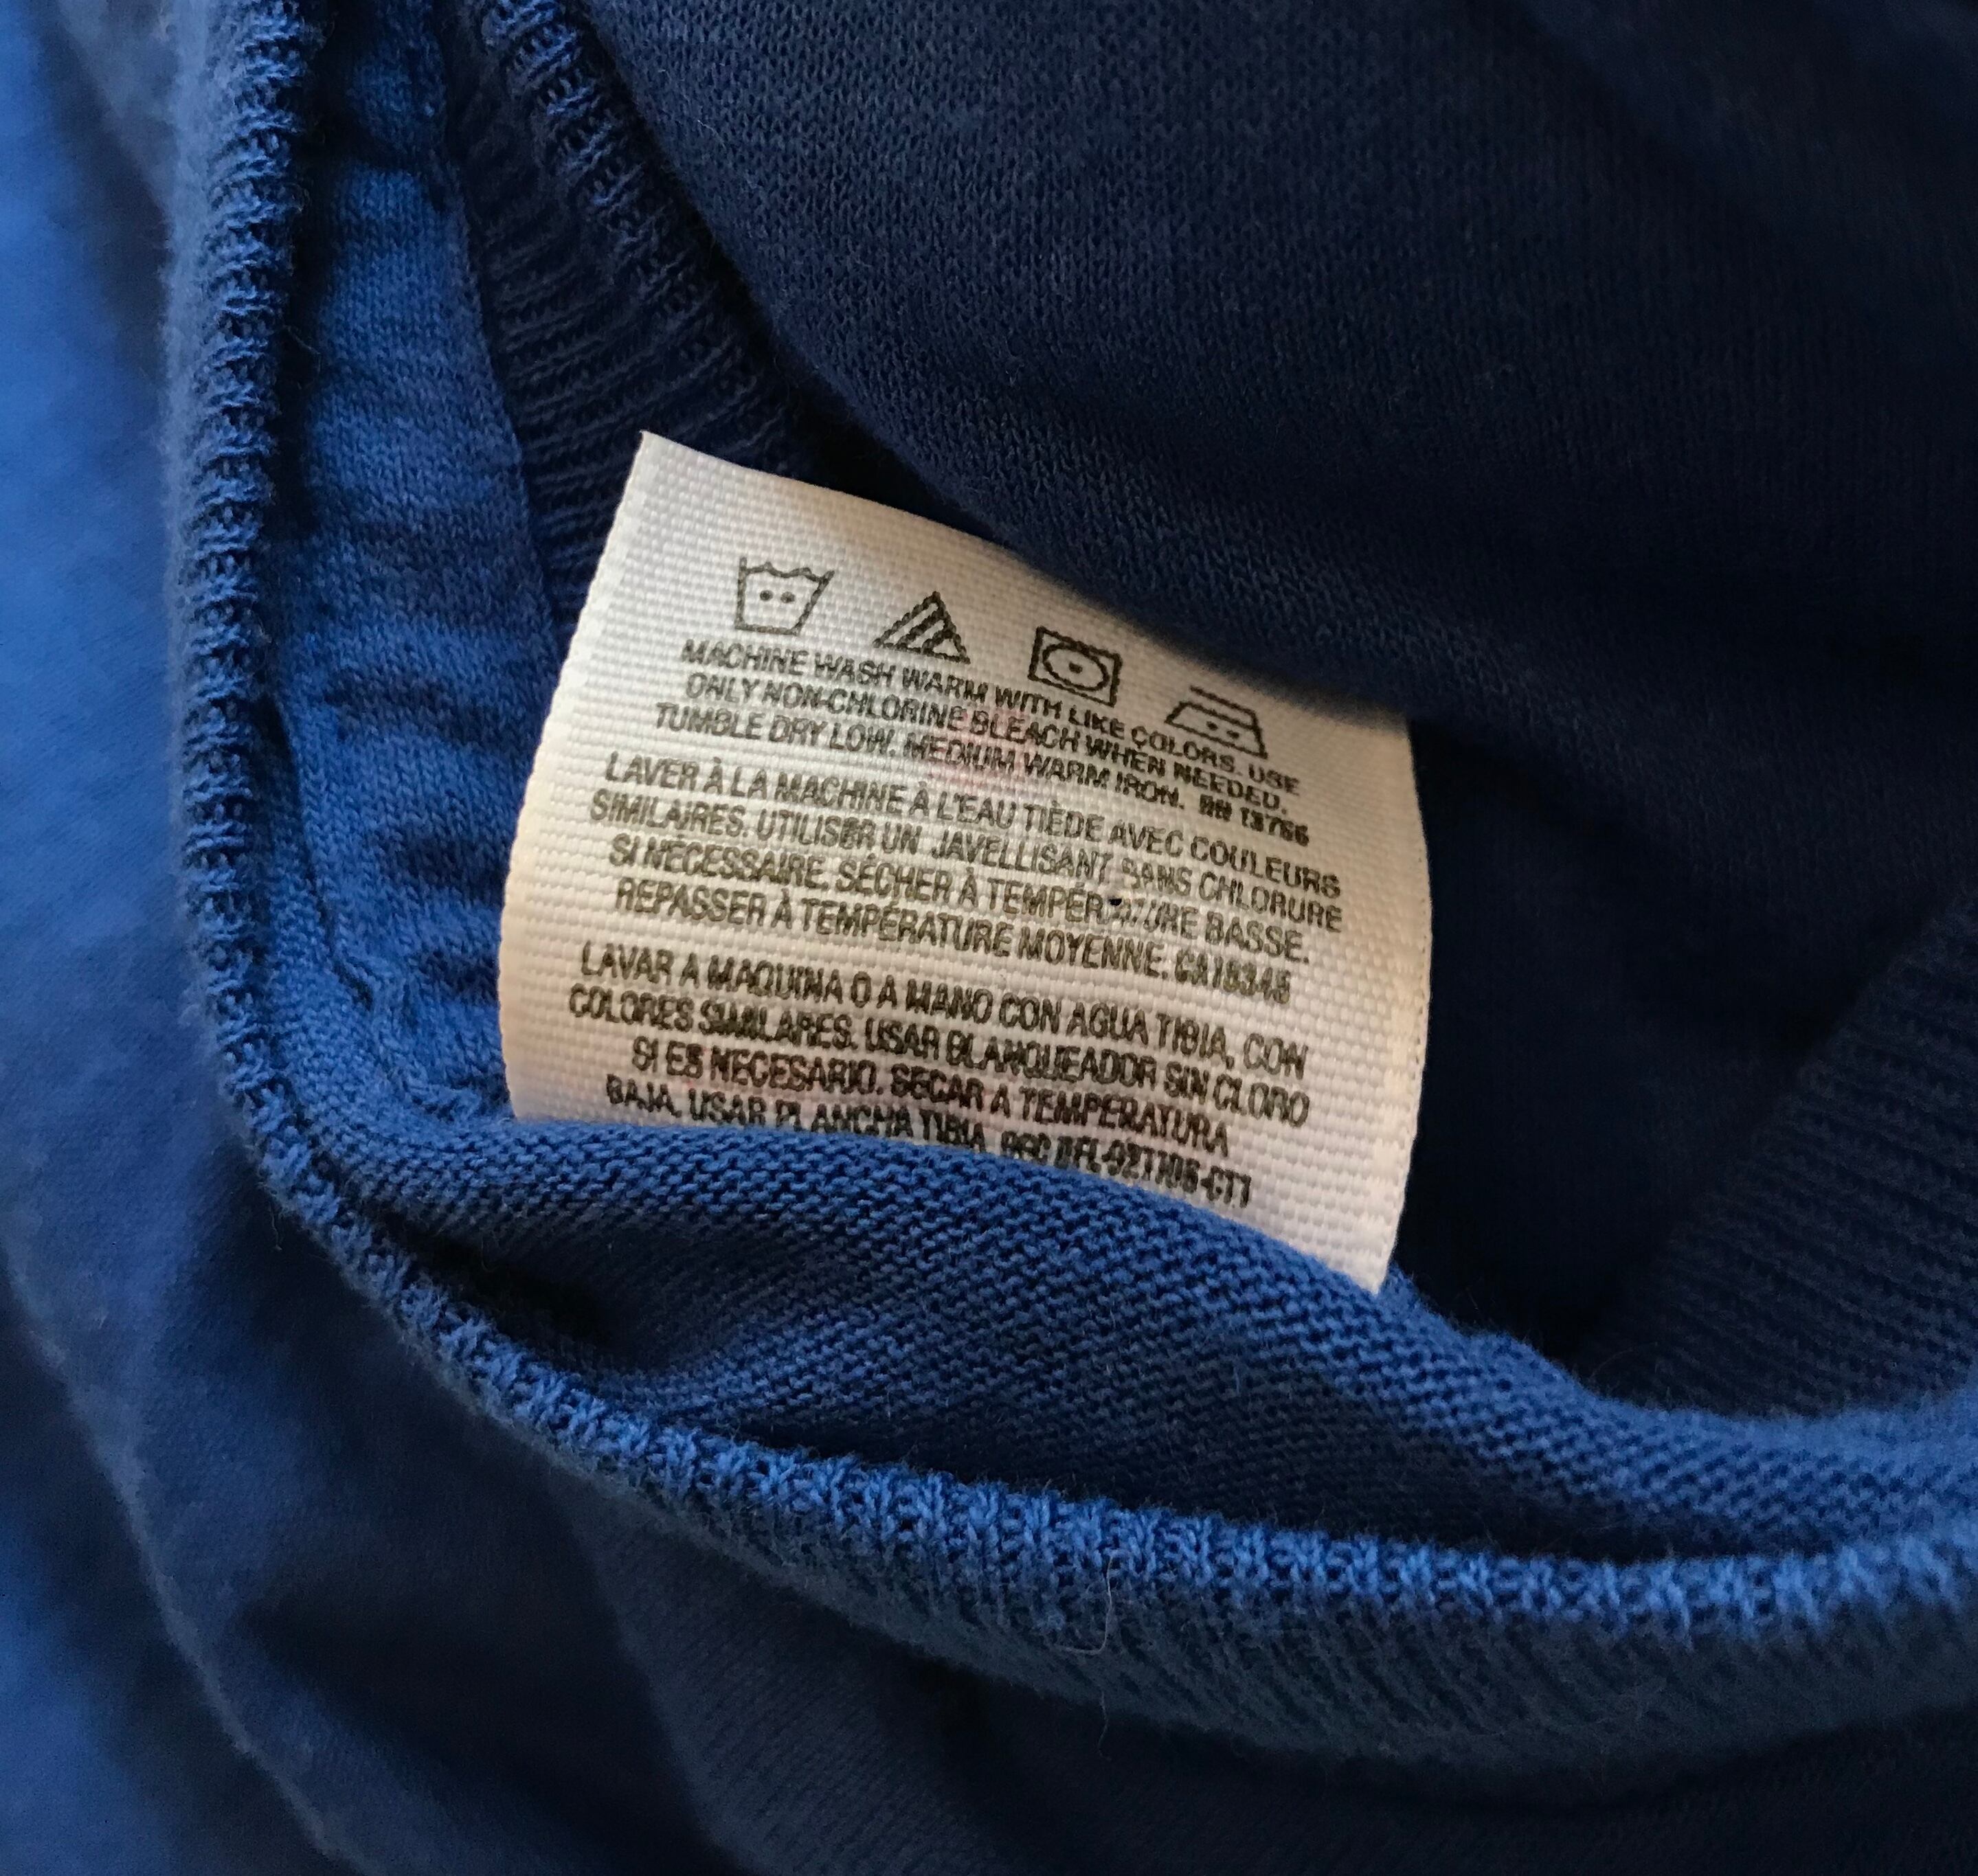 MACHINE WASH WARM WITH LIKE COLORS. USE
ONLY NON-CHLORINE BLEACH WHEN NEEDED.
TUMBLE DRY LOW. MEDIUM WARM IRON. RN 13766
LAVER À LA MACHINE À L'EAU TIÈDE AVEC COULEURS
SIMILAIRES. UTILISER UN JAVELLISANT SANS CHLORURE
SI NÉCESSAIRE. SÉCHER À TEMPÉRATURE BASSE.
REPASSER À TEMPÉRATURE MOYENNE. CA15345
LAVAR A MAQUINA O A MANO CON AGUA TIBIA, CON
COLORES SIMILARES. USAR BLANQUEADOR SIN CLORO
SI ES NECESARIO. SECAR A TEMPERATURA
BAJA. USAR PLANCHA TIBIA.